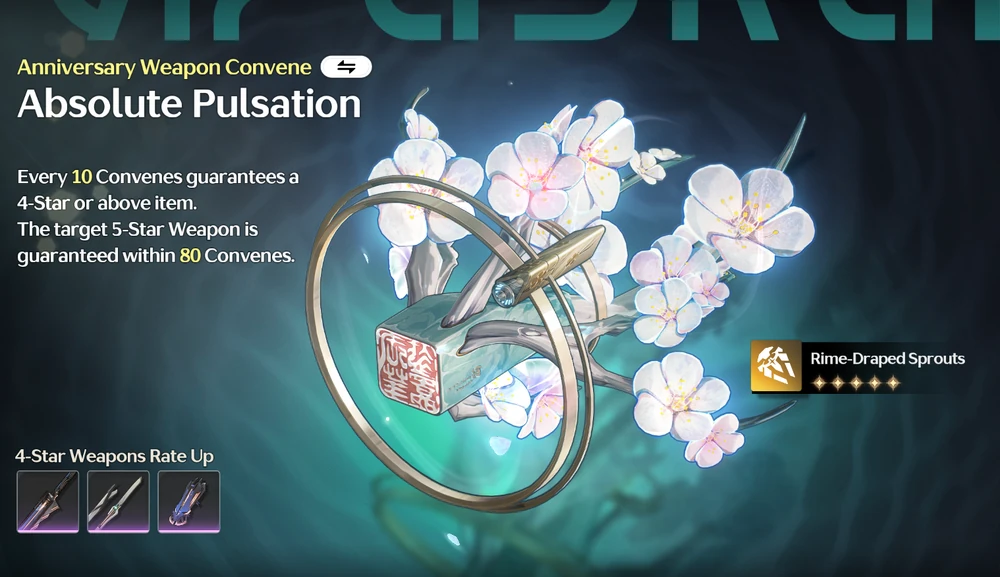 Anniversary Weapon Convene
Absolute Pulsation
Every 10 Convenes guarantees a
4-Star or above item.
The target 5-Star Weapon is
guaranteed within 80 Convenes.
Rime-Draped Sprouts
4-Star Weapons Rate Up